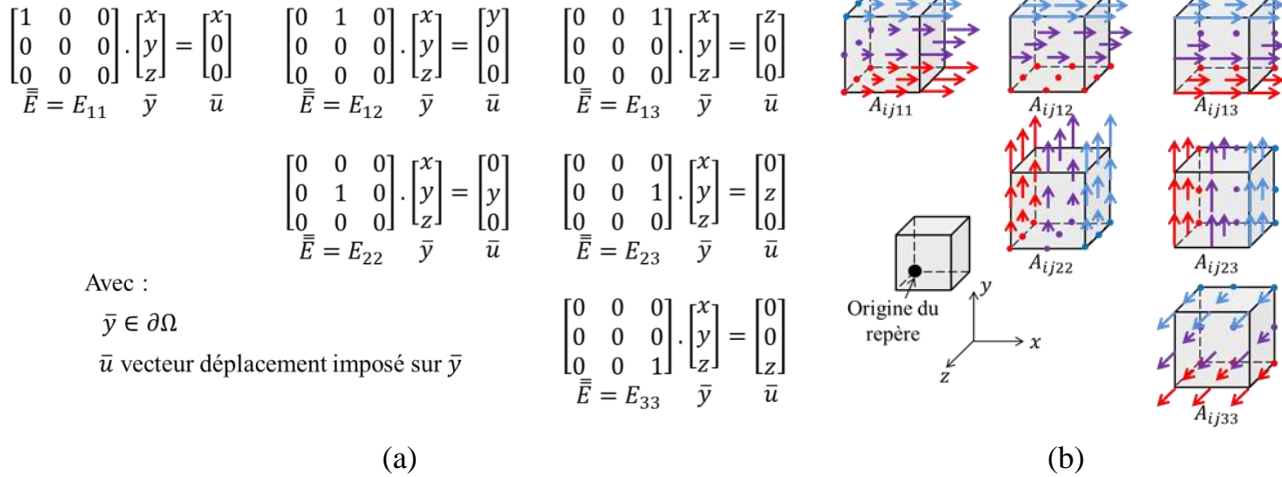 [1 0 0; 0 0 0; 0 0 0] . [x; y; z] = [x; 0; 0]
[0 1 0; 0 0 0; 0 0 0] . [x; y; z] = [y; 0; 0]
[0 0 1; 0 0 0; 0 0 0] . [x; y; z] = [z; 0; 0]
E̿ = E₁₁ ȳ ū
E̿ = E₁₂ ȳ ū
E̿ = E₁₃ ȳ ū
[0 0 0; 0 1 0; 0 0 0] . [x; y; z] = [0; y; 0]
[0 0 0; 0 0 1; 0 0 0] . [x; y; z] = [0; z; 0]
E̿ = E₂₂ ȳ ū
E̿ = E₂₃ ȳ ū
Avec :
ȳ ∈ ∂Ω
ū vecteur déplacement imposé sur ȳ
[0 0 0; 0 0 0; 0 0 1] . [x; y; z] = [0; 0; z]
E̿ = E₃₃ ȳ ū
(a)
Aᵢⱼ₁₁
Aᵢⱼ₁₂
Aᵢⱼ₁₃
Aᵢⱼ₂₂
Aᵢⱼ₂₃
Origine du
repère
y
x
z
Aᵢⱼ₃₃
(b)